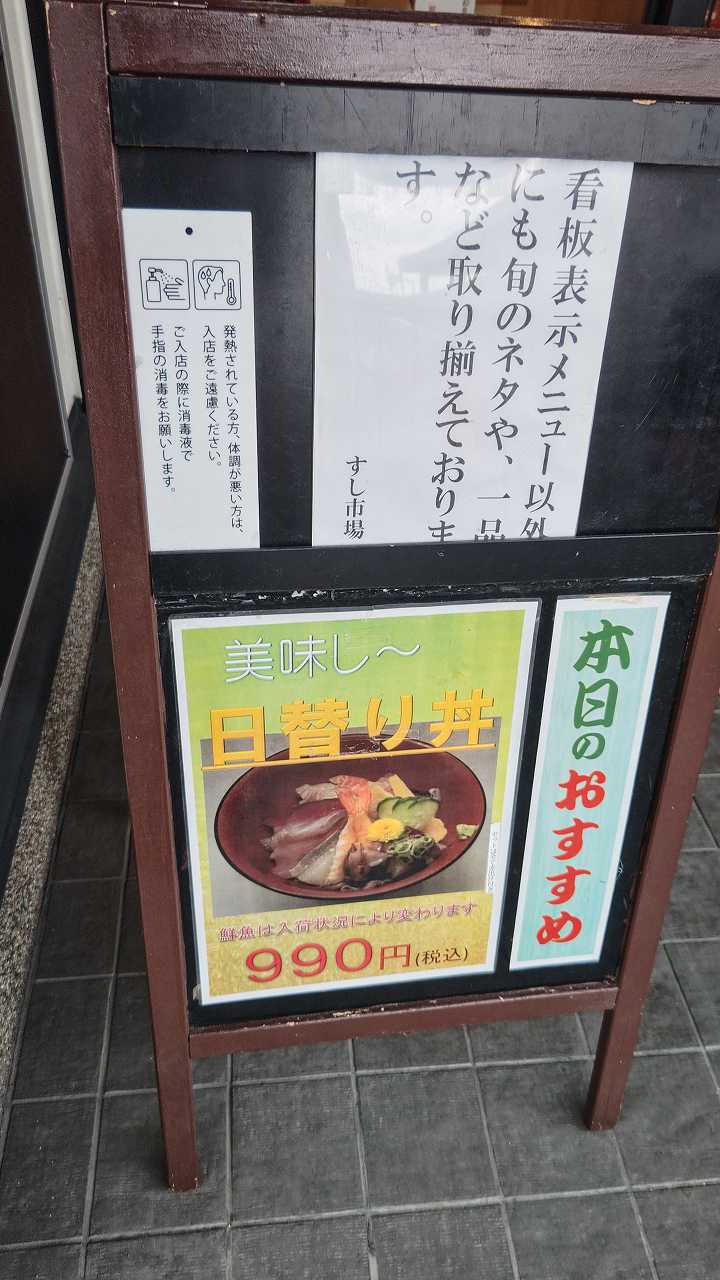 看板表示メニュー以外
にも旬のネタや、一品
など取り揃えておりま
す。
すし市場
発熱されている方、体調が悪い方は、
入店をご遠慮ください。
ご入店の際に消毒液で
手指の消毒をお願いします。
美味し～
日替り丼
鮮魚は入荷状況により変わります
990円(税込)
本日のおすすめ